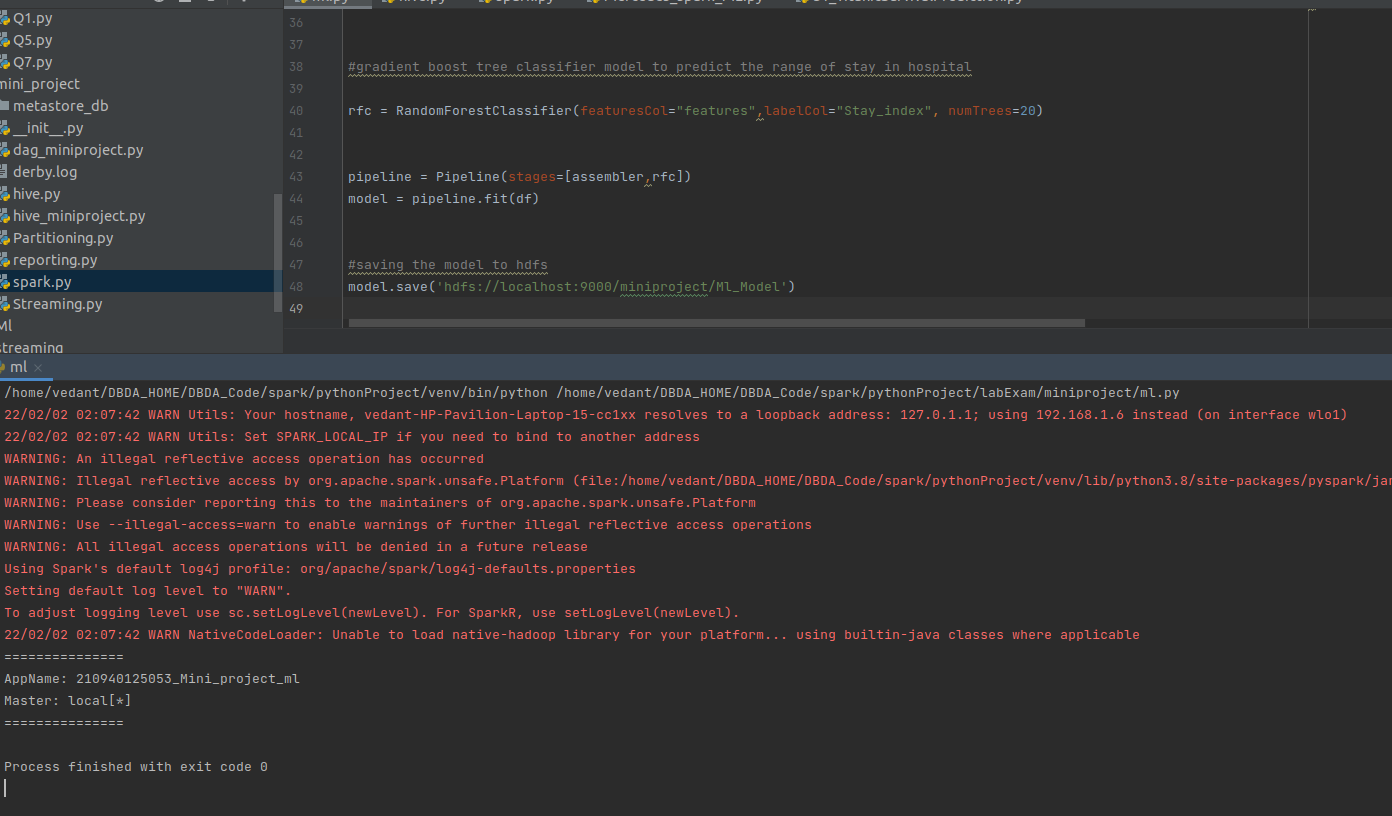 Q1.py
Q5.py
Q7.py
mini_project
metastore_db
__init__.py
dag_miniproject.py
derby.log
hive.py
hive_miniproject.py
Partitioning.py
reporting.py
spark.py
Streaming.py
Ml
streaming
36
37
38 #gradient boost tree classifier model to predict the range of stay in hospital
39
40 rfc = RandomForestClassifier(featuresCol="features",labelCol="Stay_index", numTrees=20)
41
42
43 pipeline = Pipeline(stages=[assembler,rfc])
44 model = pipeline.fit(df)
45
46
47 #saving the model to hdfs
48 model.save('hdfs://localhost:9000/miniproject/Ml_Model')
49
ml
/home/vedant/DBDA_HOME/DBDA_Code/spark/pythonProject/venv/bin/python /home/vedant/DBDA_HOME/DBDA_Code/spark/pythonProject/labExam/miniproject/ml.py
22/02/02 02:07:42 WARN Utils: Your hostname, vedant-HP-Pavilion-Laptop-15-cc1xx resolves to a loopback address: 127.0.1.1; using 192.168.1.6 instead (on interface wlo1)
22/02/02 02:07:42 WARN Utils: Set SPARK_LOCAL_IP if you need to bind to another address
WARNING: An illegal reflective access operation has occurred
WARNING: Illegal reflective access by org.apache.spark.unsafe.Platform (file:/home/vedant/DBDA_HOME/DBDA_Code/spark/pythonProject/venv/lib/python3.8/site-packages/pyspark/jar
WARNING: Please consider reporting this to the maintainers of org.apache.spark.unsafe.Platform
WARNING: Use --illegal-access=warn to enable warnings of further illegal reflective access operations
WARNING: All illegal access operations will be denied in a future release
Using Spark's default log4j profile: org/apache/spark/log4j-defaults.properties
Setting default log level to "WARN".
To adjust logging level use sc.setLogLevel(newLevel). For SparkR, use setLogLevel(newLevel).
22/02/02 02:07:42 WARN NativeCodeLoader: Unable to load native-hadoop library for your platform... using builtin-java classes where applicable
===============
AppName: 210940125053_Mini_project_ml
Master: local[*]
===============
Process finished with exit code 0